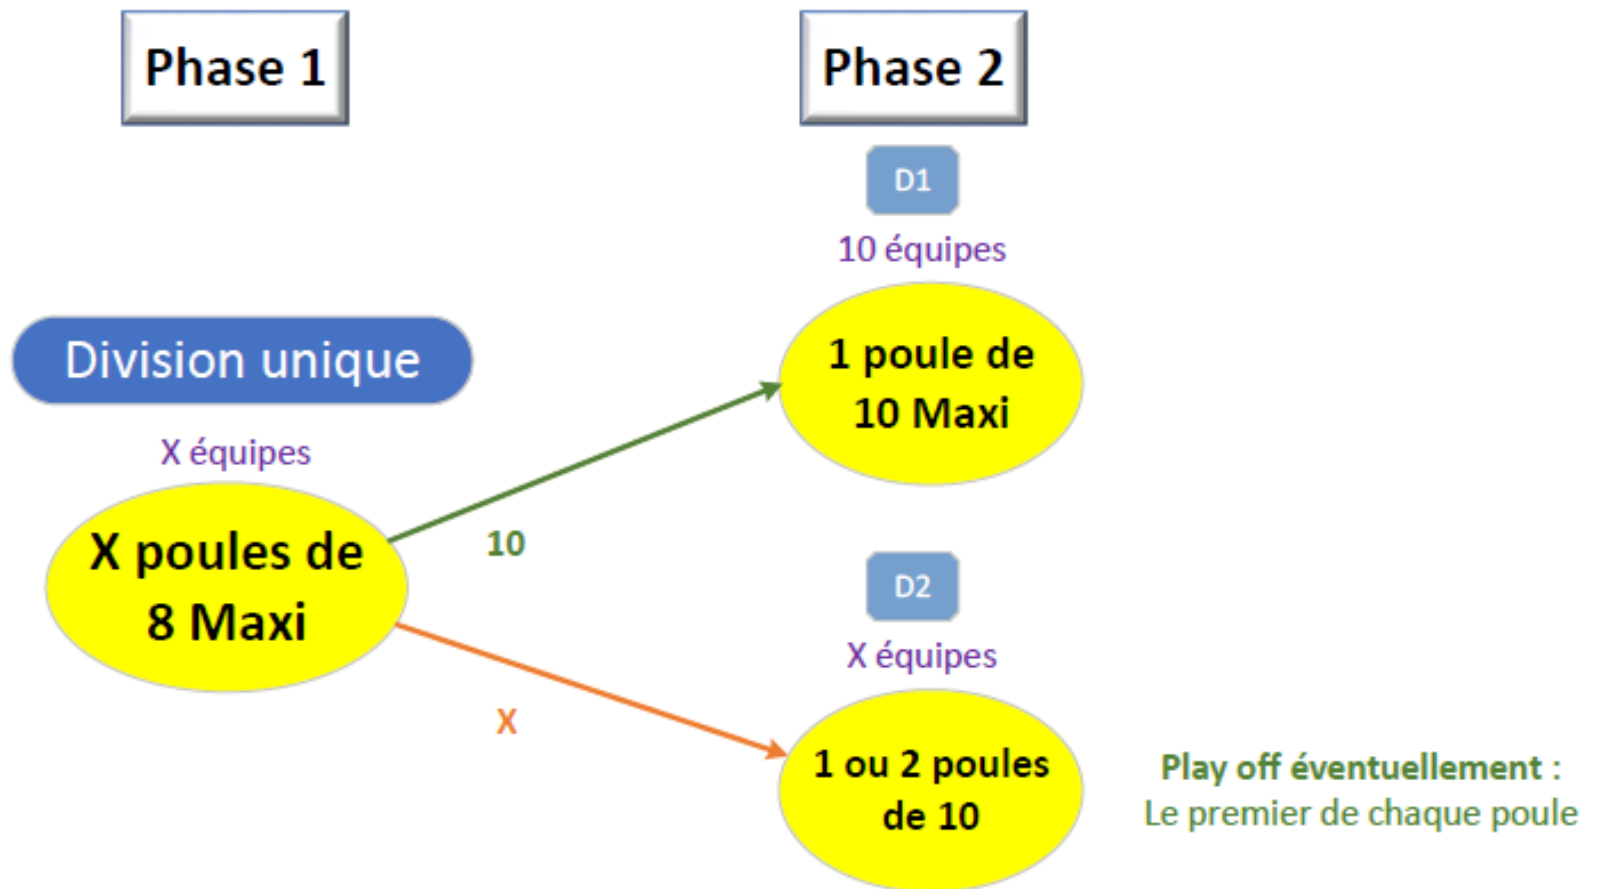 Phase 1
Phase 2
D1
10 équipes
1 poule de
10 Maxi
Division unique
X équipes
X poules de
8 Maxi
10
X
D2
X équipes
1 ou 2 poules
de 10
Play off éventuellement :
Le premier de chaque poule